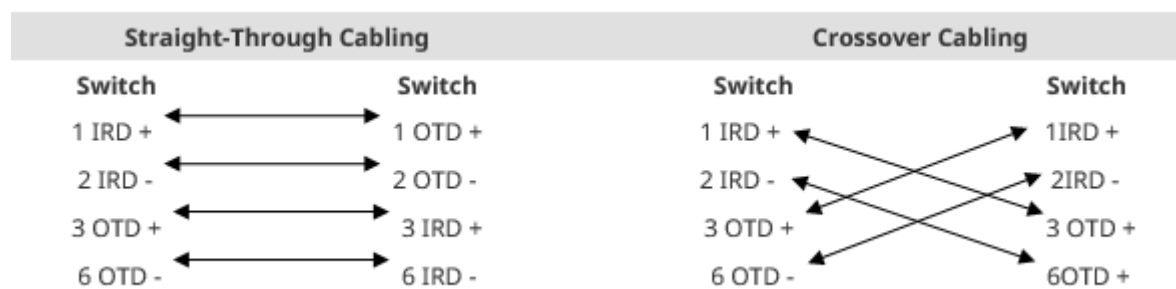 Straight-Through Cabling Crossover Cabling
Switch Switch Switch Switch
1 IRD + 1 OTD + 1 IRD + 1IRD +
2 IRD - 2 OTD - 2 IRD - 2IRD -
3 OTD + 3 IRD + 3 OTD + 3 OTD +
6 OTD - 6 IRD - 6 OTD - 6OTD +